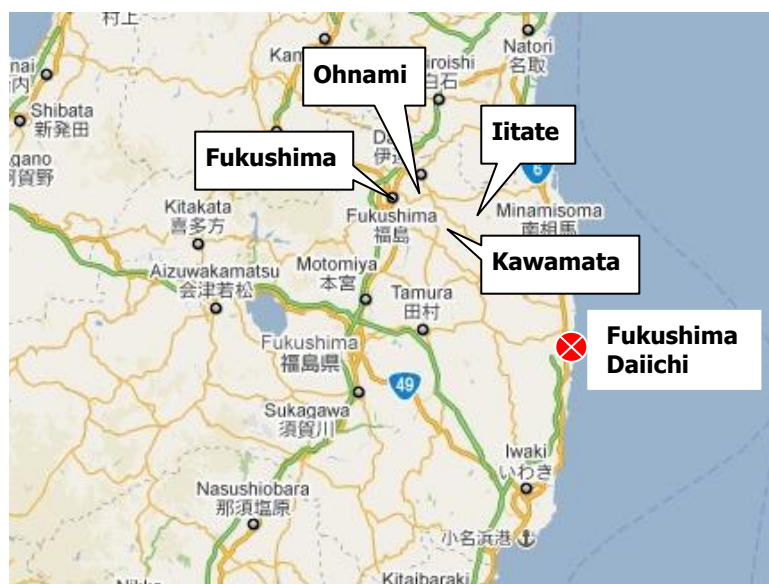 村上
Natori
名取
Ohnami
白石
Shibata
新発田
Iitate
Fukushima
6
Kitakata
喜多方
Fukushima
福島
Minamisoma
南相馬
Kawamata
Aizuwakamatsu
会津若松
Motomiya
本宮
Tamura
田村
Fukushima
Daiichi
Fukushima
福島県
49
Sukagawa
須賀川
Iwaki
いわき
Nasushiobara
那須塩原
小名浜港
Kitaibaraki